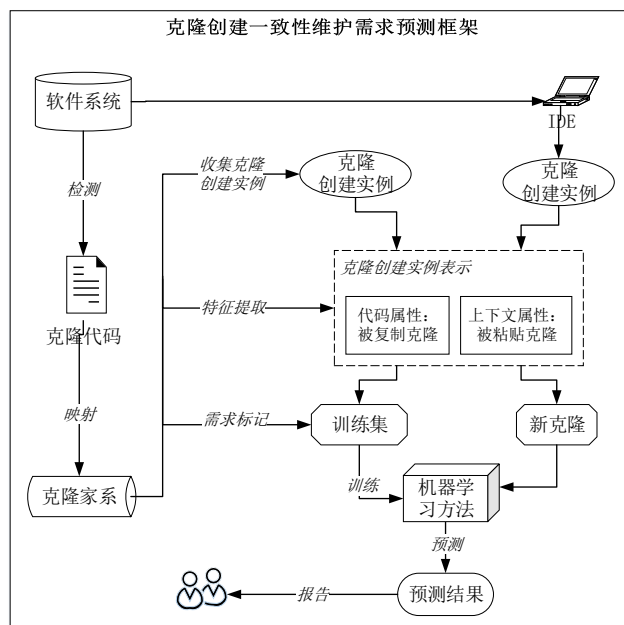 克隆创建一致性维护需求预测框架
软件系统
IDE
检测
收集克隆
创建实例
克隆
创建实例
克隆
创建实例
克隆代码
克隆创建实例表示
特征提取
代码属性:
被复制克隆
上下文属性:
被粘贴克隆
映射
需求标记
训练集
新克隆
克隆家系
训练
机器学
习方法
预测
报告
预测结果